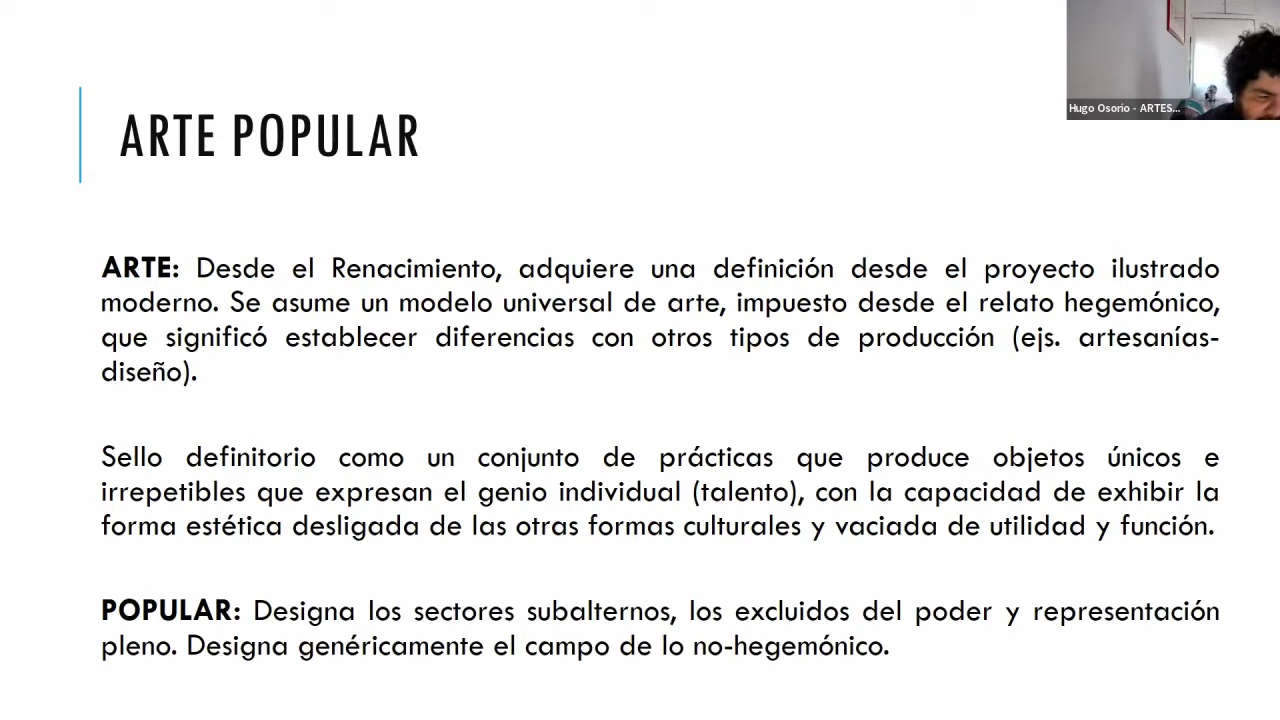 Hugo Osorio - ARTES...
ARTE POPULAR
ARTE: Desde el Renacimiento, adquiere una definición desde el proyecto ilustrado
moderno. Se asume un modelo universal de arte, impuesto desde el relato hegemónico,
que significó establecer diferencias con otros tipos de producción (ejs. artesanías-
diseño).
Sello definitorio como un conjunto de prácticas que produce objetos únicos e
irrepetibles que expresan el genio individual (talento), con la capacidad de exhibir la
forma estética desligada de las otras formas culturales y vaciada de utilidad y función.
POPULAR: Designa los sectores subalternos, los excluidos del poder y representación
pleno. Designa genéricamente el campo de lo no-hegemónico.